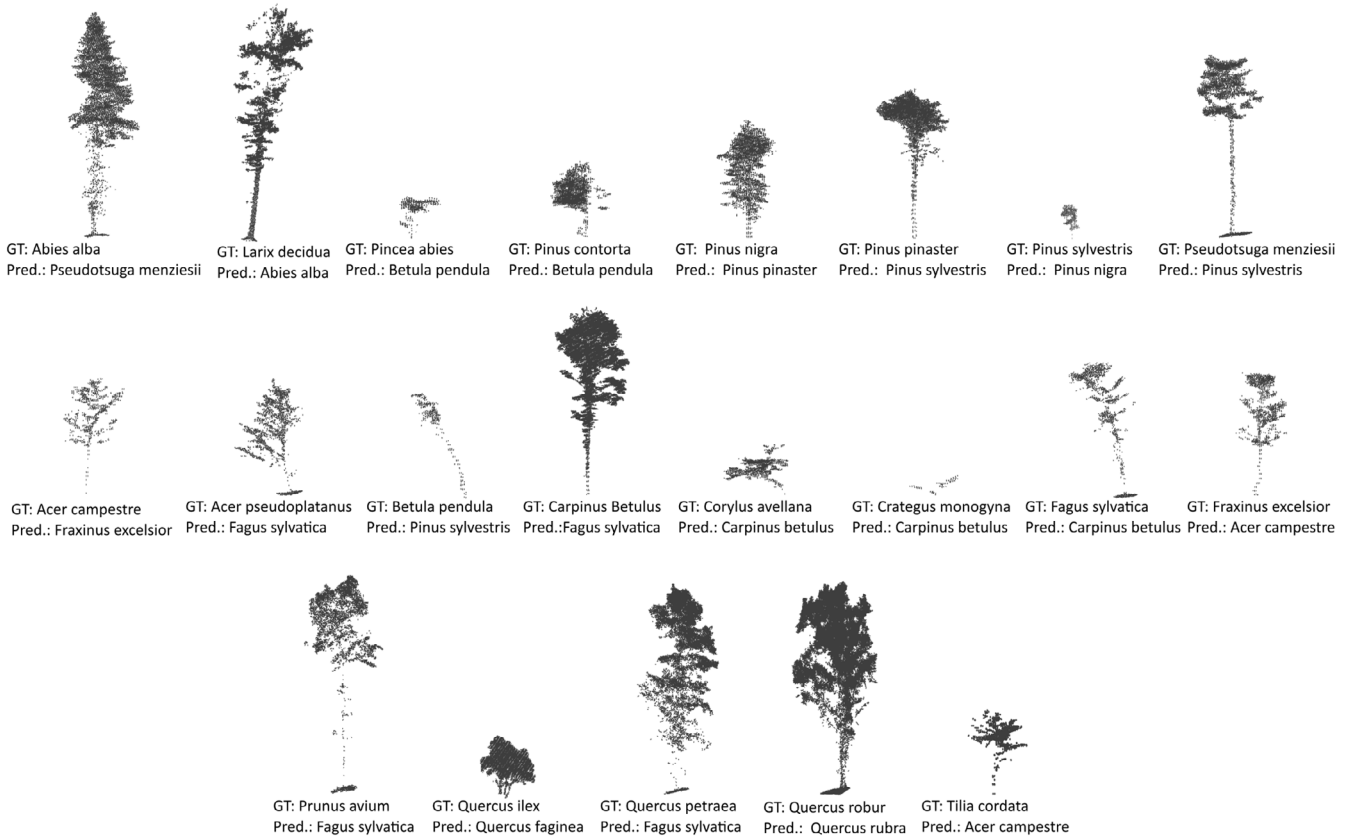 GT: Abies alba
Pred.: Pseudotsuga menziesii
GT: Larix decidua
Pred.: Abies alba
GT: Pincea abies
Pred.: Betula pendula
GT: Pinus contorta
Pred.: Betula pendula
GT: Pinus nigra
Pred.: Pinus pinaster
GT: Pinus pinaster
Pred.: Pinus sylvestris
GT: Pinus sylvestris
Pred.: Pinus nigra
GT: Pseudotsuga menziesii
Pred.: Pinus sylvestris
GT: Acer campestre
Pred.: Fraxinus excelsior
GT: Acer pseudoplatanus
Pred.: Fagus sylvatica
GT: Betula pendula
Pred.: Pinus sylvestris
GT: Carpinus Betulus
Pred.:Fagus sylvatica
GT: Corylus avellana
Pred.: Carpinus betulus
GT: Crategus monogyna
Pred.: Carpinus betulus
GT: Fagus sylvatica
Pred.: Carpinus betulus
GT: Fraxinus excelsior
Pred.: Acer campestre
GT: Prunus avium
Pred.: Fagus sylvatica
GT: Quercus ilex
Pred.: Quercus faginea
GT: Quercus petraea
Pred.: Fagus sylvatica
GT: Quercus robur
Pred.: Quercus rubra
GT: Tilia cordata
Pred.: Acer campestre